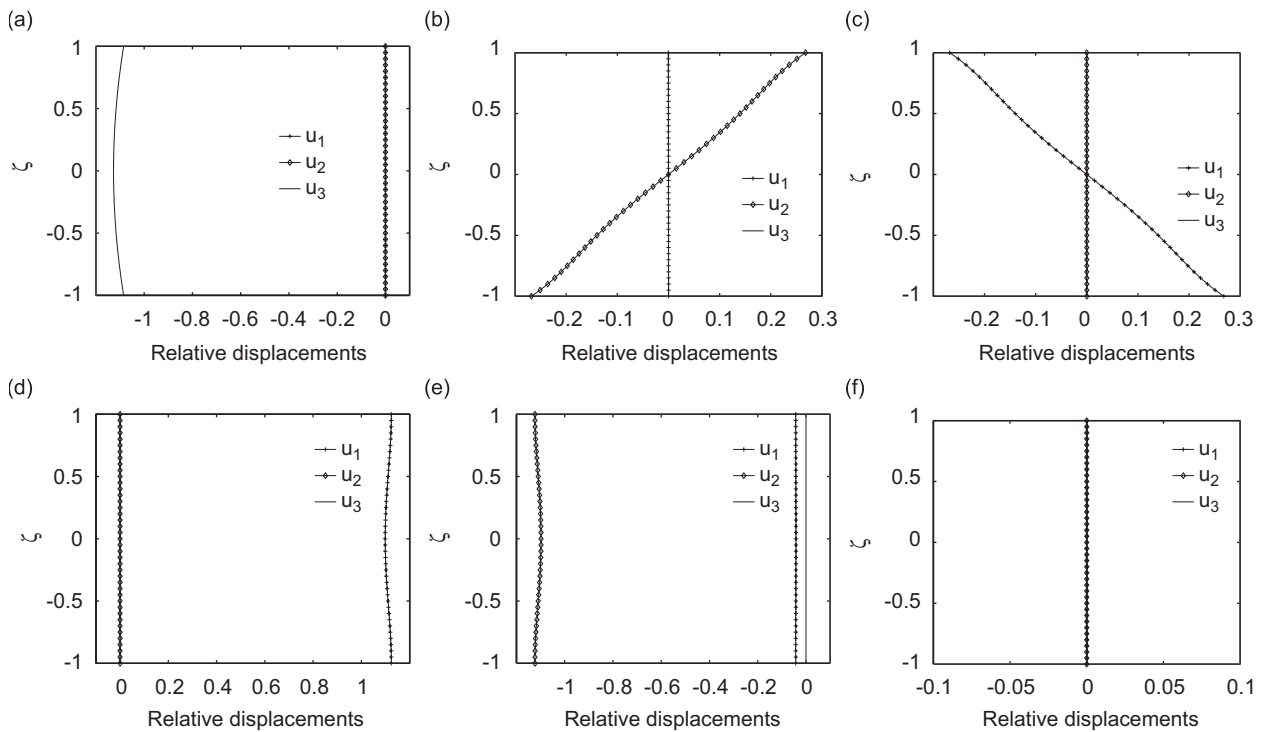 (a)
1
0.5
0
-0.5
-1
ζ
u1
u2
u3
-1 -0.8 -0.6 -0.4 -0.2 0
Relative displacements
(b)
1
0.5
0
-0.5
-1
ζ
u1
u2
u3
-0.2 -0.1 0 0.1 0.2 0.3
Relative displacements
(c)
1
0.5
0
-0.5
-1
ζ
u1
u2
u3
-0.2 -0.1 0 0.1 0.2 0.3
Relative displacements
(d)
1
0.5
0
-0.5
-1
ζ
u1
u2
u3
0 0.2 0.4 0.6 0.8 1
Relative displacements
(e)
1
0.5
0
-0.5
-1
ζ
u1
u2
u3
-1 -0.8 -0.6 -0.4 -0.2 0
Relative displacements
(f)
1
0.5
0
-0.5
-1
ζ
u1
u2
u3
-0.1 -0.05 0 0.05 0.1
Relative displacements